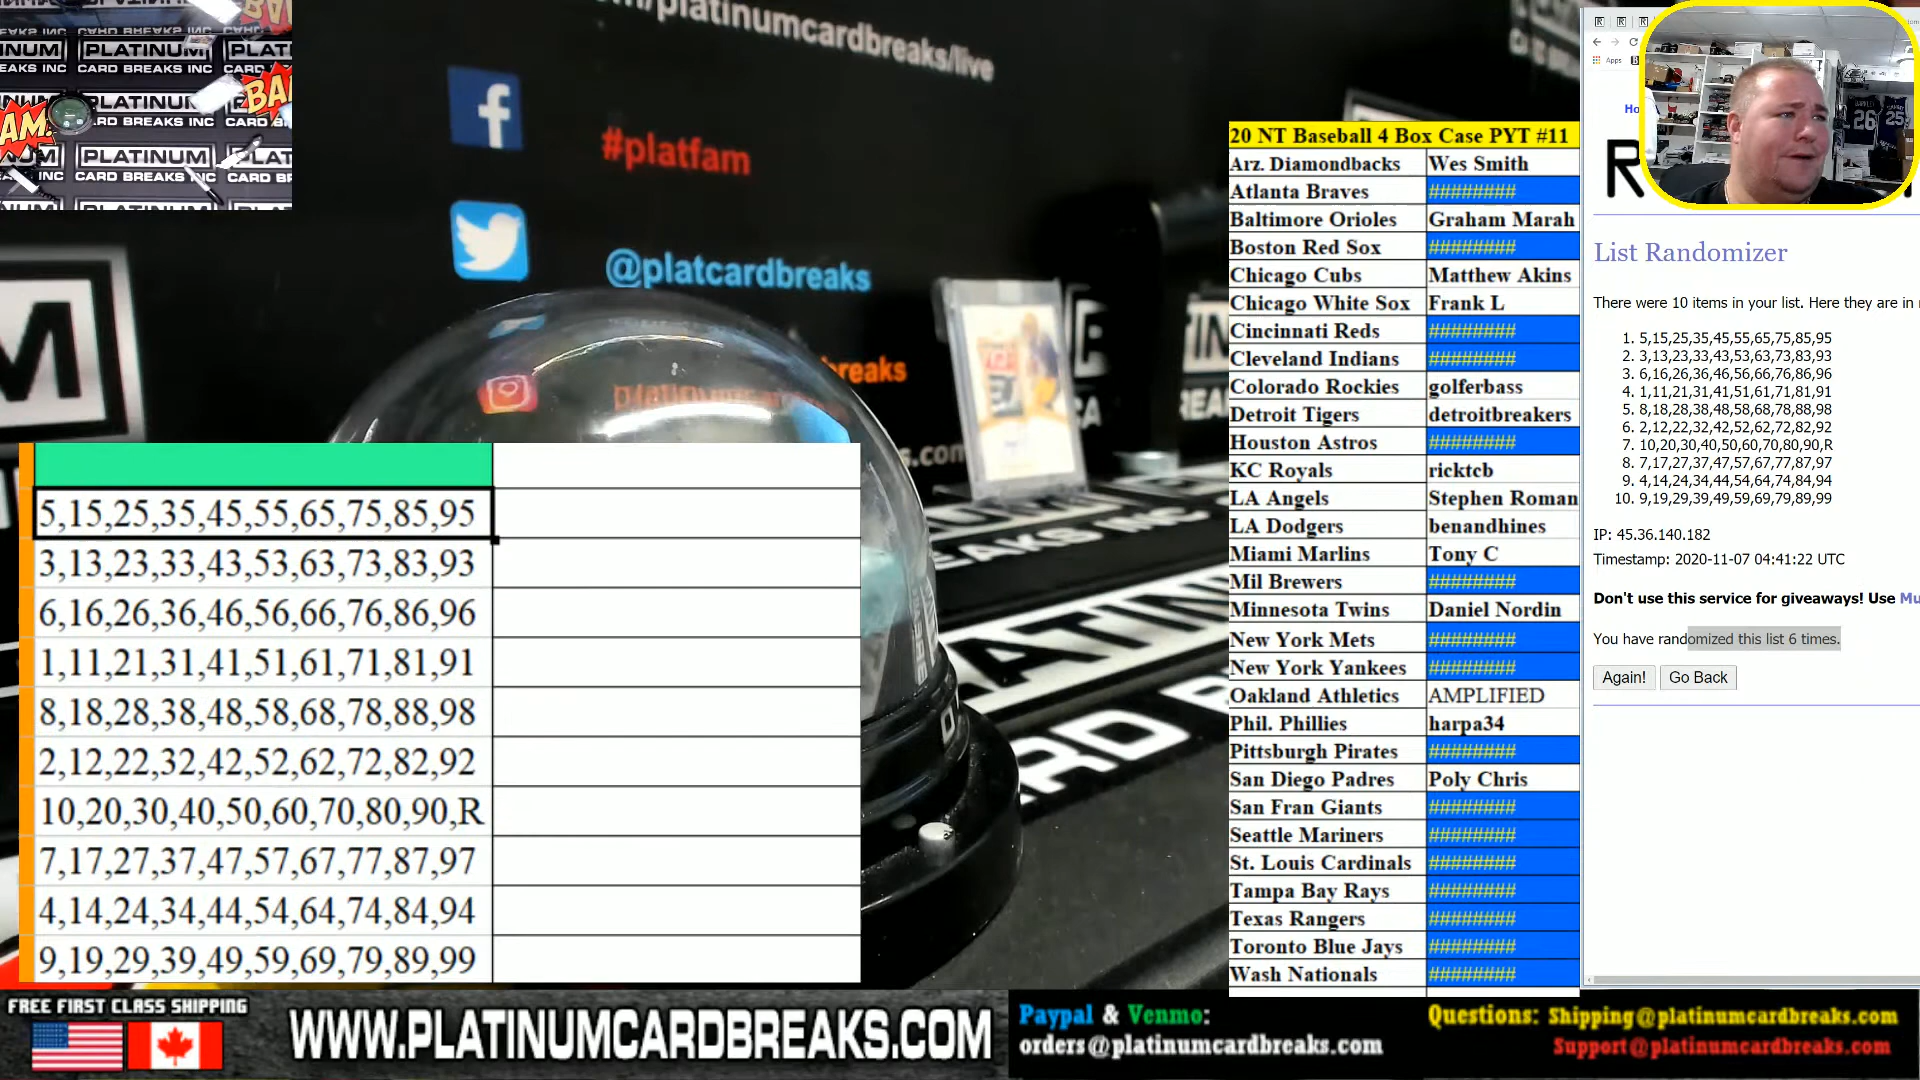 /platinumcardbreaks/live
#platfam
@platcardbreaks
PLATINUM
CARD BREAKS INC
BAM!
20 NT Baseball 4 Box Case PYT #11
Arz. Diamondbacks Wes Smith
Atlanta Braves ########
Baltimore Orioles Graham Marah
Boston Red Sox ########
Chicago Cubs Matthew Akins
Chicago White Sox Frank L
Cincinnati Reds ########
Cleveland Indians ########
Colorado Rockies golferbass
Detroit Tigers detroitbreakers
Houston Astros ########
KC Royals ricktcb
LA Angels Stephen Roman
LA Dodgers benandhines
Miami Marlins Tony C
Mil Brewers ########
Minnesota Twins Daniel Nordin
New York Mets ########
New York Yankees ########
Oakland Athletics AMPLIFIED
Phil. Phillies harpa34
Pittsburgh Pirates ########
San Diego Padres Poly Chris
San Fran Giants ########
Seattle Mariners ########
St. Louis Cardinals ########
Tampa Bay Rays ########
Texas Rangers ########
Toronto Blue Jays ########
Wash Nationals ########
Apps
List Randomizer
There were 10 items in your list. Here they are in
1. 5,15,25,35,45,55,65,75,85,95
2. 3,13,23,33,43,53,63,73,83,93
3. 6,16,26,36,46,56,66,76,86,96
4. 1,11,21,31,41,51,61,71,81,91
5. 8,18,28,38,48,58,68,78,88,98
6. 2,12,22,32,42,52,62,72,82,92
7. 10,20,30,40,50,60,70,80,90,R
8. 7,17,27,37,47,57,67,77,87,97
9. 4,14,24,34,44,54,64,74,84,94
10. 9,19,29,39,49,59,69,79,89,99
IP: 45.36.140.182
Timestamp: 2020-11-07 04:41:22 UTC
Don't use this service for giveaways! Use Mu
You have randomized this list 6 times.
Again! Go Back
5,15,25,35,45,55,65,75,85,95
3,13,23,33,43,53,63,73,83,93
6,16,26,36,46,56,66,76,86,96
1,11,21,31,41,51,61,71,81,91
8,18,28,38,48,58,68,78,88,98
2,12,22,32,42,52,62,72,82,92
10,20,30,40,50,60,70,80,90,R
7,17,27,37,47,57,67,77,87,97
4,14,24,34,44,54,64,74,84,94
9,19,29,39,49,59,69,79,89,99
FREE FIRST CLASS SHIPPING
WWW.PLATINUMCARDBREAKS.COM
Paypal & Venmo:
orders@platinumcardbreaks.com
Questions: Shipping@platinumcardbreaks.com
Support@platinumcardbreaks.com